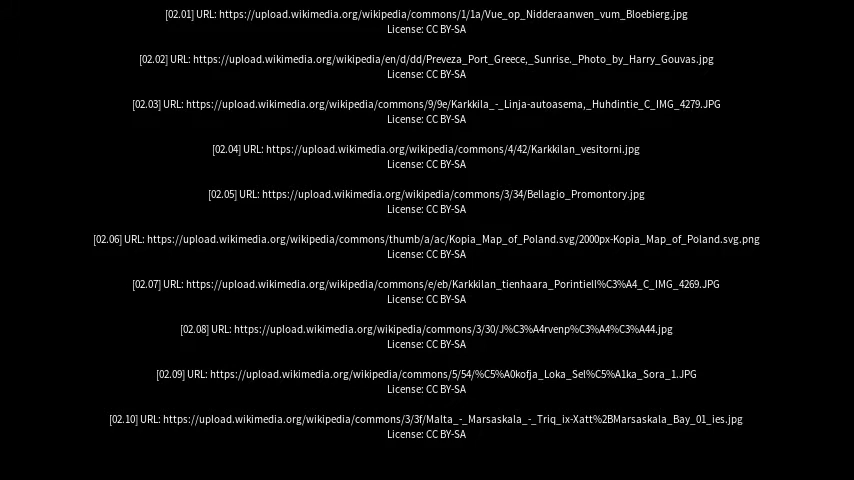 [02.01] URL: https://upload.wikimedia.org/wikipedia/commons/1/1a/Vue_op_Nidderaanwen_vum_Bloebierg.jpg
License: CC BY-SA
[02.02] URL: https://upload.wikimedia.org/wikipedia/en/d/dd/Preveza_Port_Greece,_Sunrise._Photo_by_Harry_Gouvas.jpg
License: CC BY-SA
[02.03] URL: https://upload.wikimedia.org/wikipedia/commons/9/9e/Karkkila_-_Linja-autoasema,_Huhdintie_C_IMG_4279.JPG
License: CC BY-SA
[02.04] URL: https://upload.wikimedia.org/wikipedia/commons/4/42/Karkkilan_vesitorni.jpg
License: CC BY-SA
[02.05] URL: https://upload.wikimedia.org/wikipedia/commons/3/34/Bellagio_Promontory.jpg
License: CC BY-SA
[02.06] URL: https://upload.wikimedia.org/wikipedia/commons/thumb/a/ac/Kopia_Map_of_Poland.svg/2000px-Kopia_Map_of_Poland.svg.png
License: CC BY-SA
[02.07] URL: https://upload.wikimedia.org/wikipedia/commons/e/eb/Karkkilan_tienhaara_Porintiell%C3%A4_C_IMG_4269.JPG
License: CC BY-SA
[02.08] URL: https://upload.wikimedia.org/wikipedia/commons/3/30/J%C3%A4rvenp%C3%A4%C3%A44.jpg
License: CC BY-SA
[02.09] URL: https://upload.wikimedia.org/wikipedia/commons/5/54/%C5%A0kofja_Loka_Sel%C5%A1ka_Sora_1.JPG
License: CC BY-SA
[02.10] URL: https://upload.wikimedia.org/wikipedia/commons/3/3f/Malta_-_Marsaskala_-_Triq_ix-Xatt%2BMarsaskala_Bay_01_ies.jpg
License: CC BY-SA